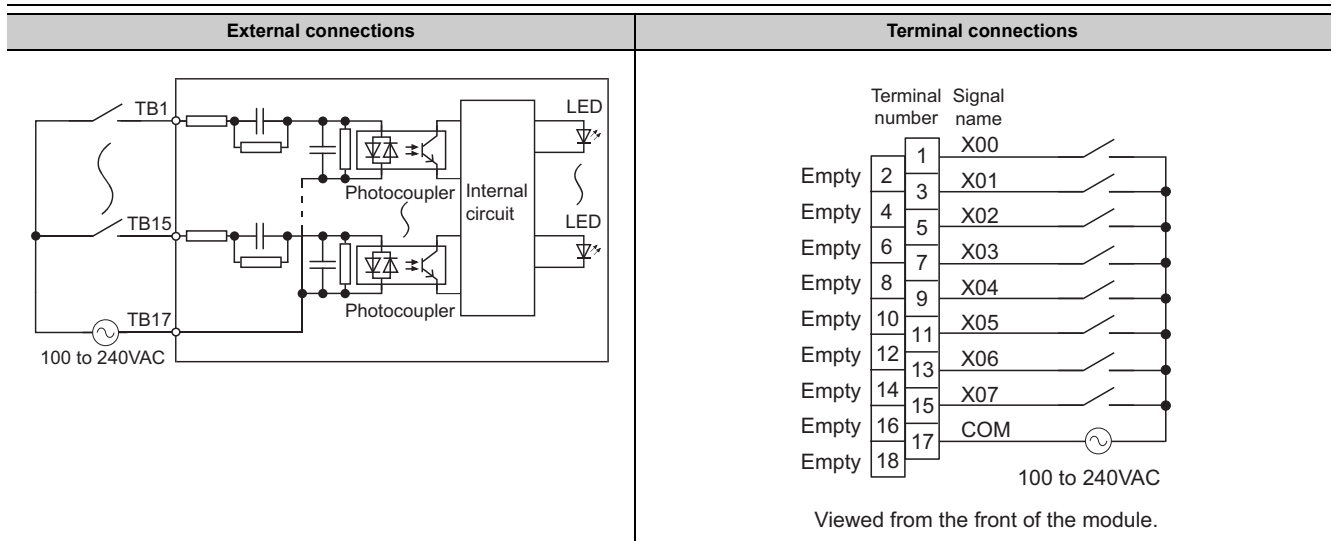 External connections
Terminal connections
TB1
LED
Photocoupler
Internal
circuit
TB15
LED
Photocoupler
TB17
100 to 240VAC
Terminal Signal
number name
1 X00
Empty 2
3 X01
Empty 4
5 X02
Empty 6
7 X03
Empty 8
9 X04
Empty 10
11 X05
Empty 12
13 X06
Empty 14
15 X07
Empty 16
17 COM
Empty 18
100 to 240VAC
Viewed from the front of the module.